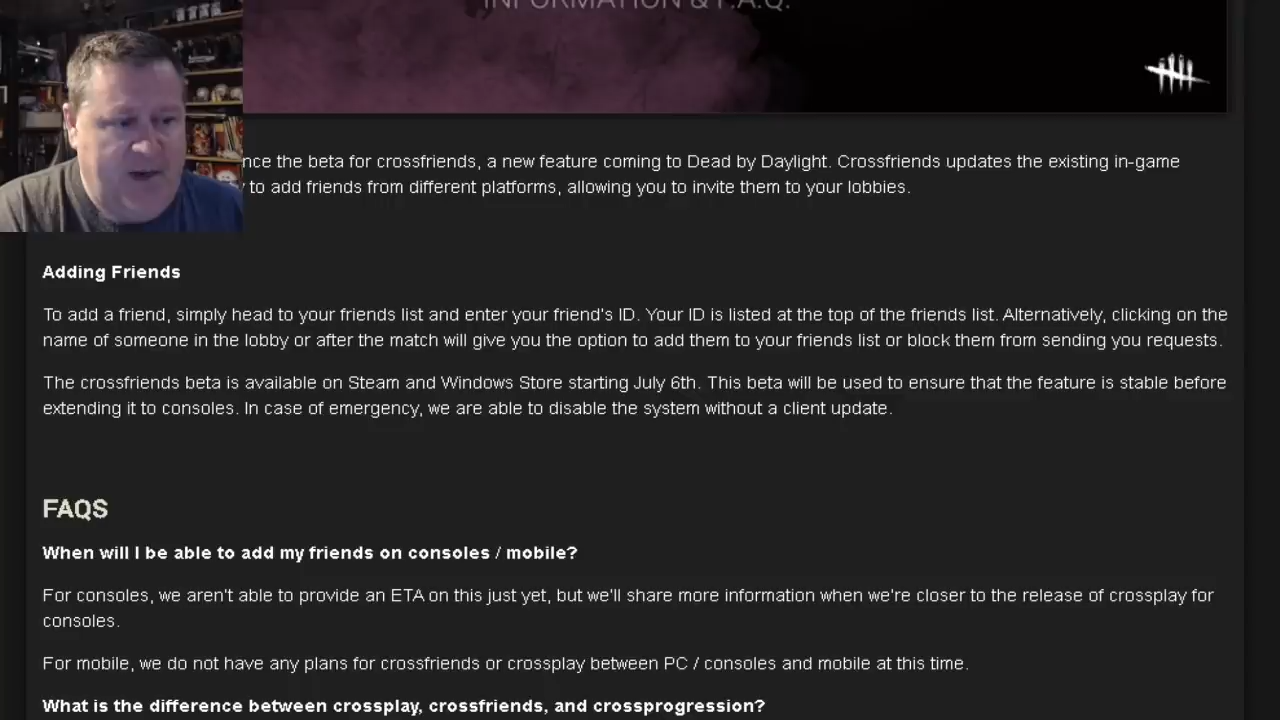 INFORMATION & F.A.Q.
nce the beta for crossfriends, a new feature coming to Dead by Daylight. Crossfriends updates the existing in-game
to add friends from different platforms, allowing you to invite them to your lobbies.
Adding Friends
To add a friend, simply head to your friends list and enter your friend's ID. Your ID is listed at the top of the friends list. Alternatively, clicking on the
name of someone in the lobby or after the match will give you the option to add them to your friends list or block them from sending you requests.
The crossfriends beta is available on Steam and Windows Store starting July 6th. This beta will be used to ensure that the feature is stable before
extending it to consoles. In case of emergency, we are able to disable the system without a client update.
FAQS
When will I be able to add my friends on consoles / mobile?
For consoles, we aren't able to provide an ETA on this just yet, but we'll share more information when we're closer to the release of crossplay for
consoles.
For mobile, we do not have any plans for crossfriends or crossplay between PC / consoles and mobile at this time.
What is the difference between crossplay, crossfriends, and crossprogression?